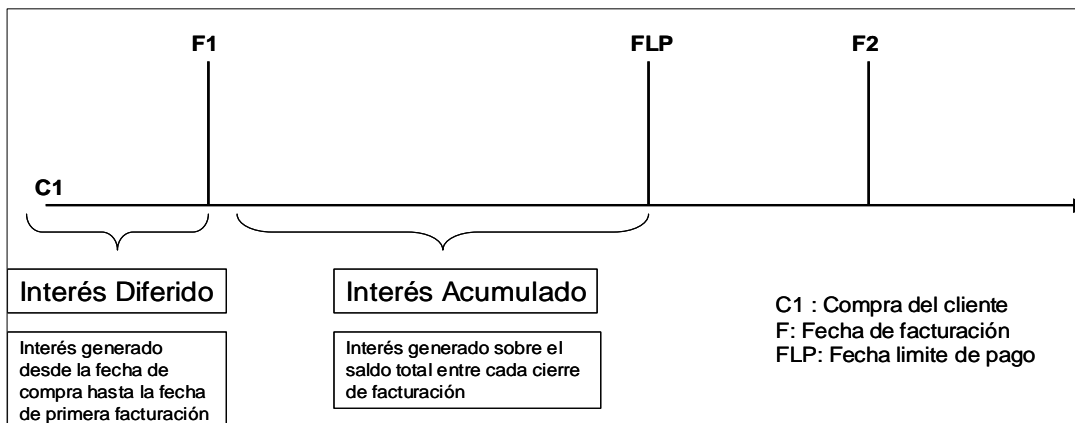 F1
FLP
F2
C1
Interés Diferido
Interés generado
desde la fecha de
compra hasta la fecha
de primera facturación
Interés Acumulado
Interés generado sobre el
saldo total entre cada cierre
de facturación
C1 : Compra del cliente
F: Fecha de facturación
FLP: Fecha limite de pago